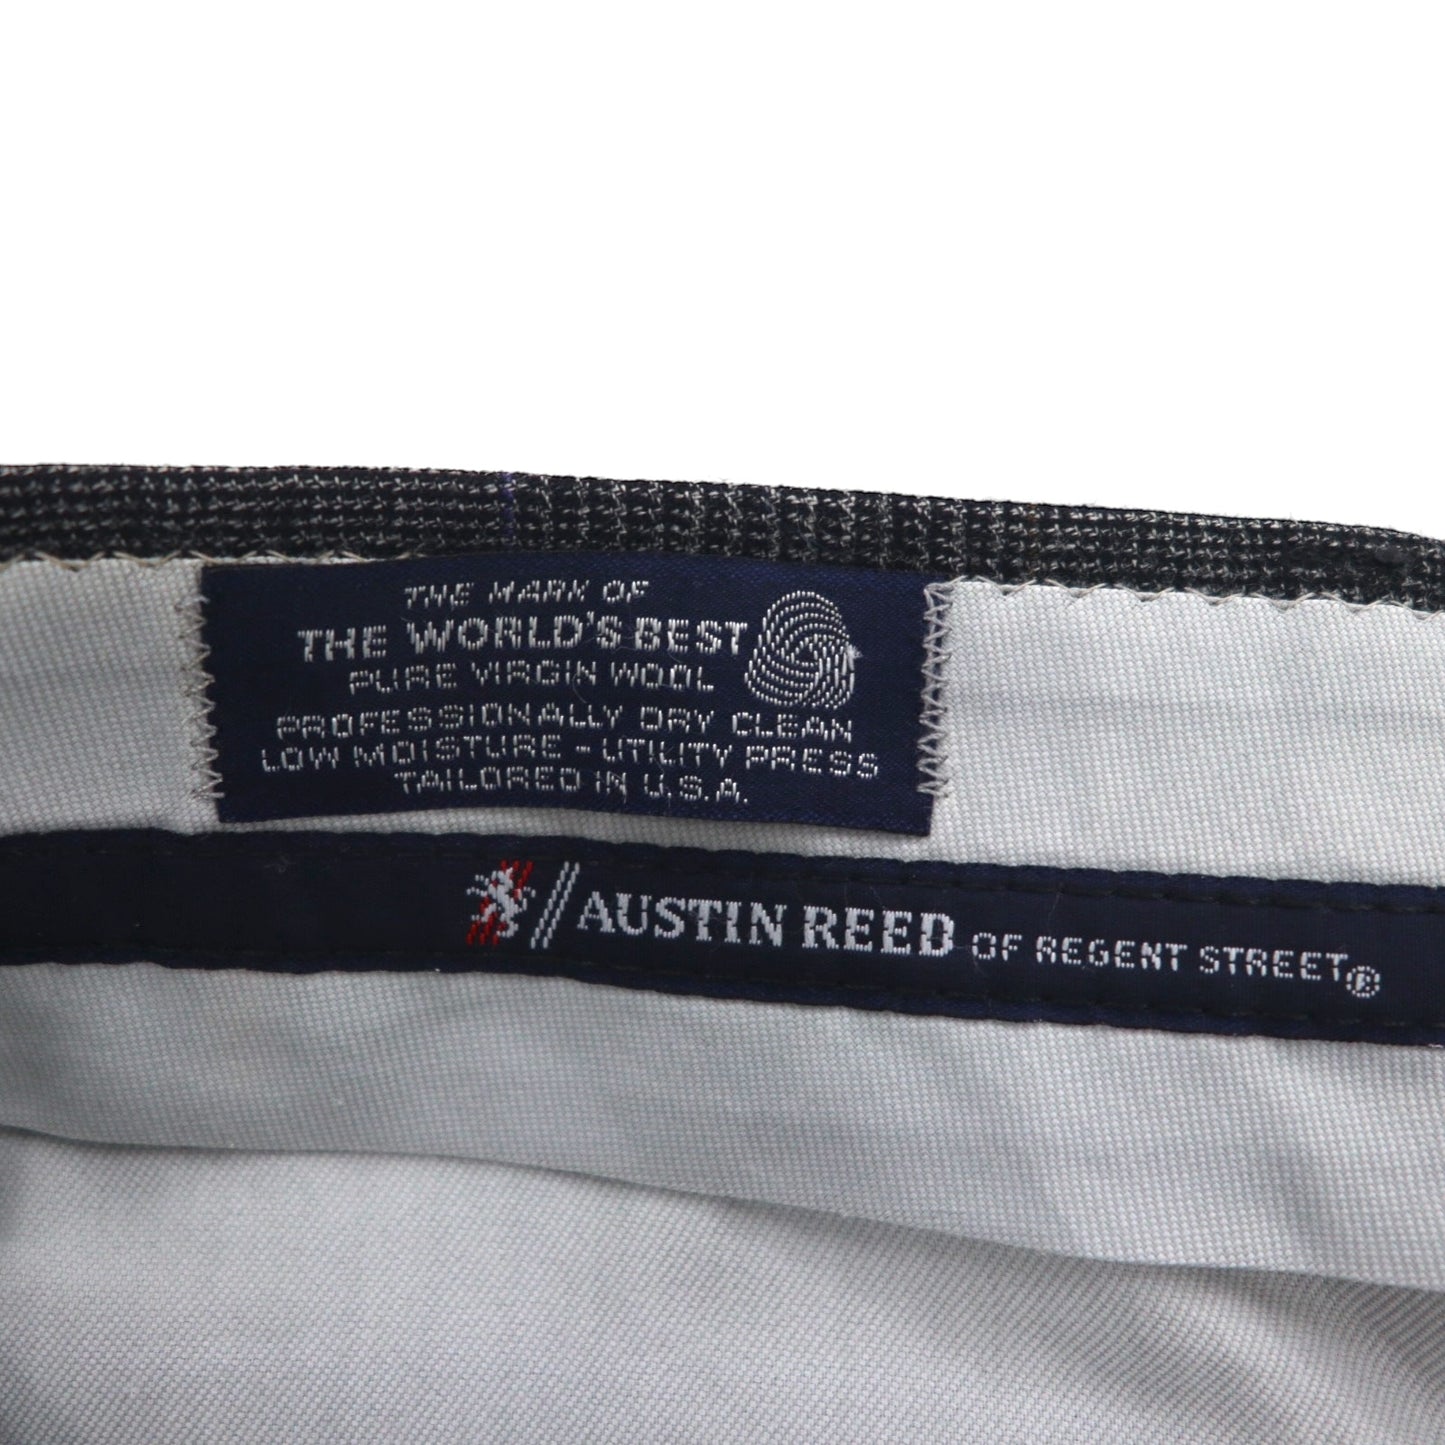 THE MARK OF
THE WORLD'S BEST
PURE VIRGIN WOOL
PROFESSIONALLY DRY CLEAN
LOW MOISTURE - UTILITY PRESS
TAILORED IN U.S.A.
// AUSTIN REED OF REGENT STREET®